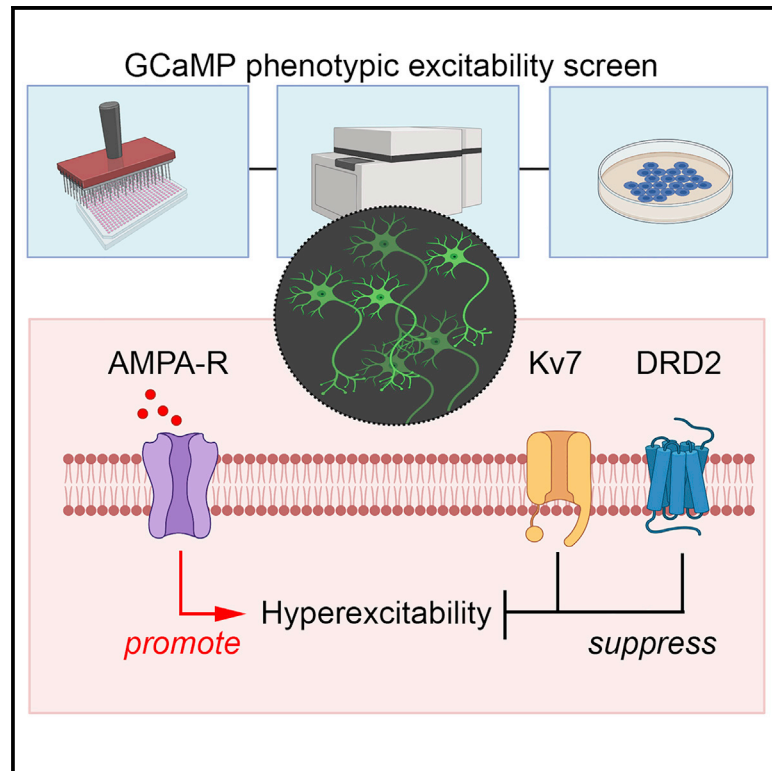 GCaMP phenotypic excitability screen
AMPA-R
Kv7
DRD2
Hyperexcitability
promote
suppress